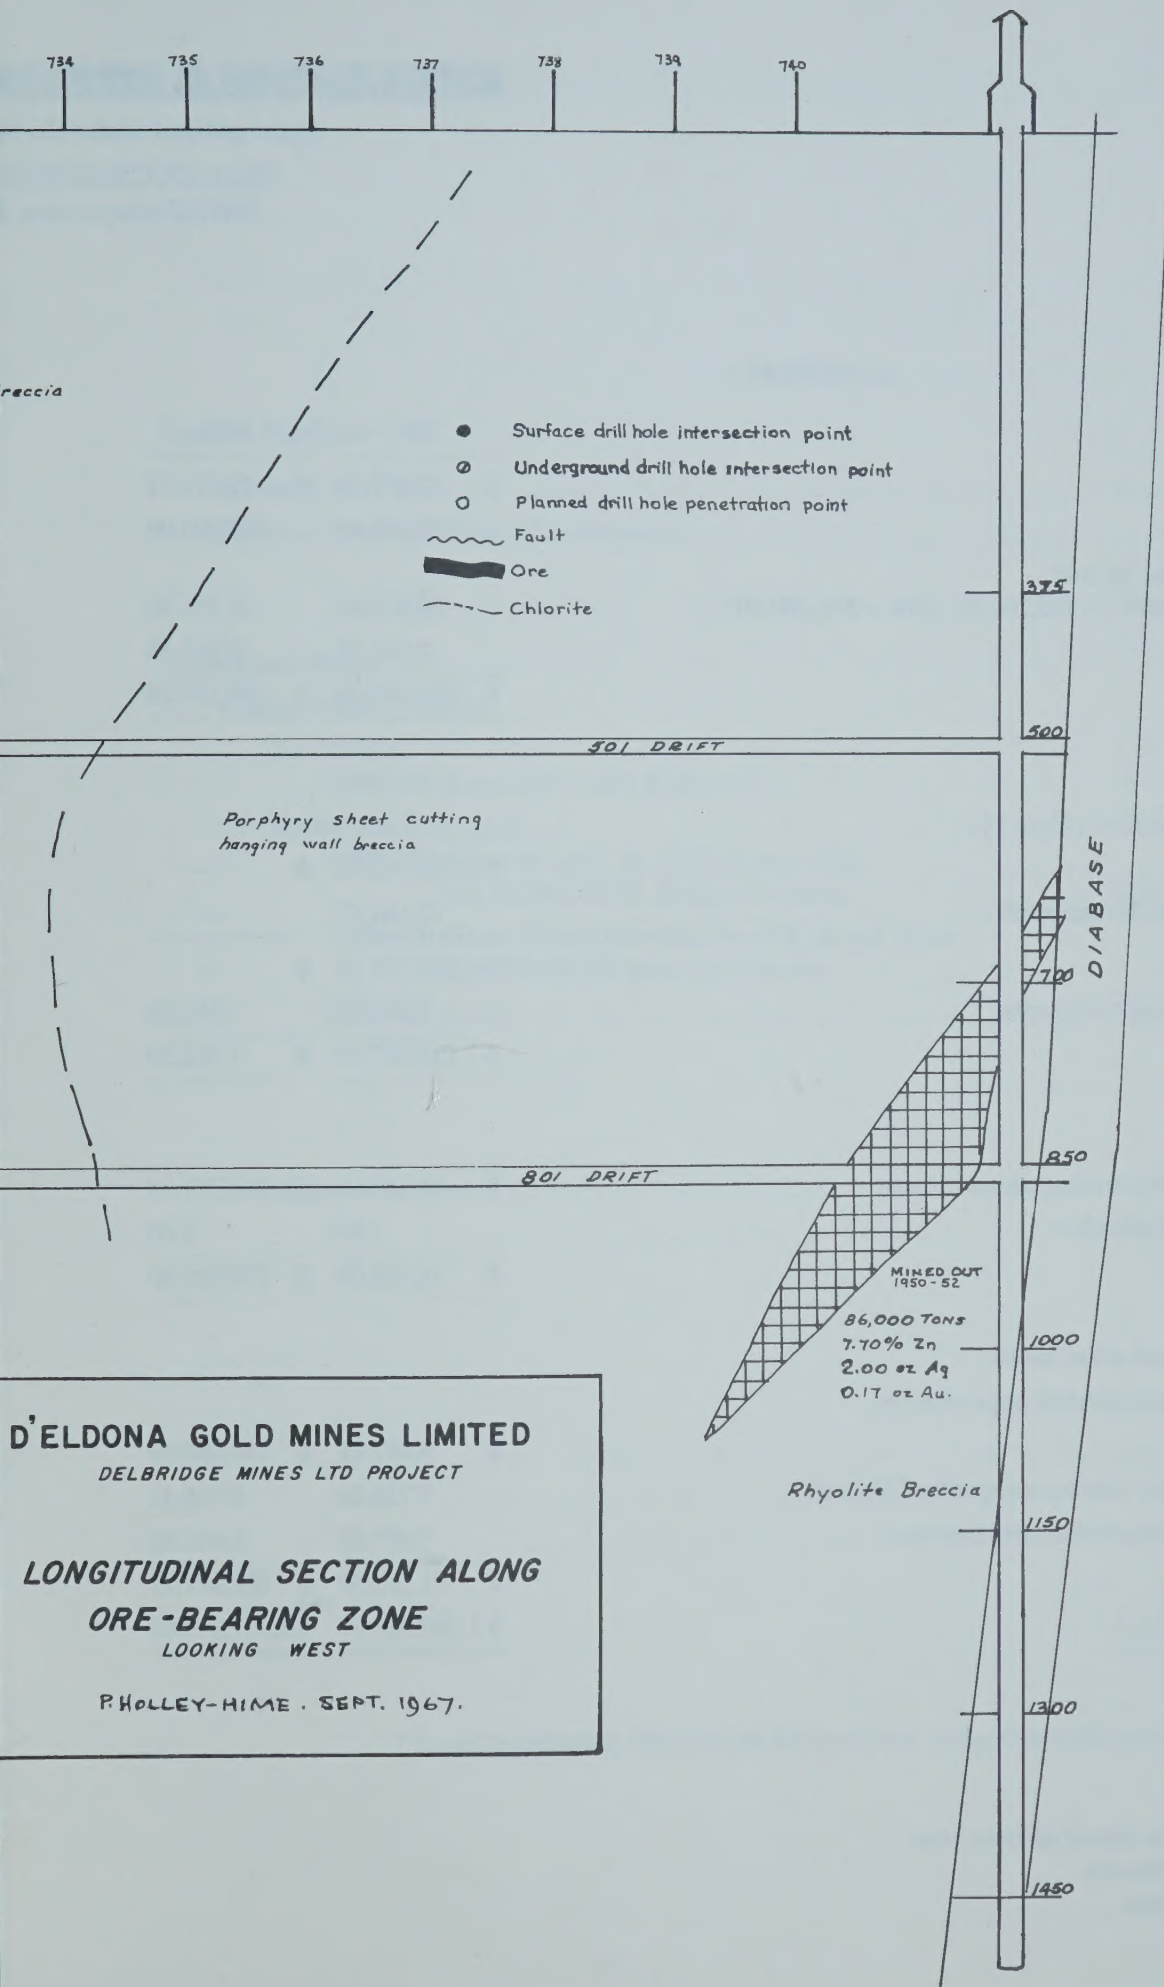 734 735 736 737 738 739 740
reccia
Surface drill hole intersection point
Underground drill hole intersection point
Planned drill hole penetration point
Fault
Ore
Chlorite
375
500
501 DRIFT
Porphyry sheet cutting
hanging wall breccia
DIABASE
700
850
801 DRIFT
MINED OUT
1950-52
86,000 TONS
7.70% Zn
2.00 oz Ag
0.17 oz Au.
1000
D'ELDONA GOLD MINES LIMITED
DELBRIDGE MINES LTD PROJECT
LONGITUDINAL SECTION ALONG
ORE-BEARING ZONE
LOOKING WEST
P. HOLLEY-HIME. SEPT. 1967.
Rhyolite Breccia
1150
1300
1450